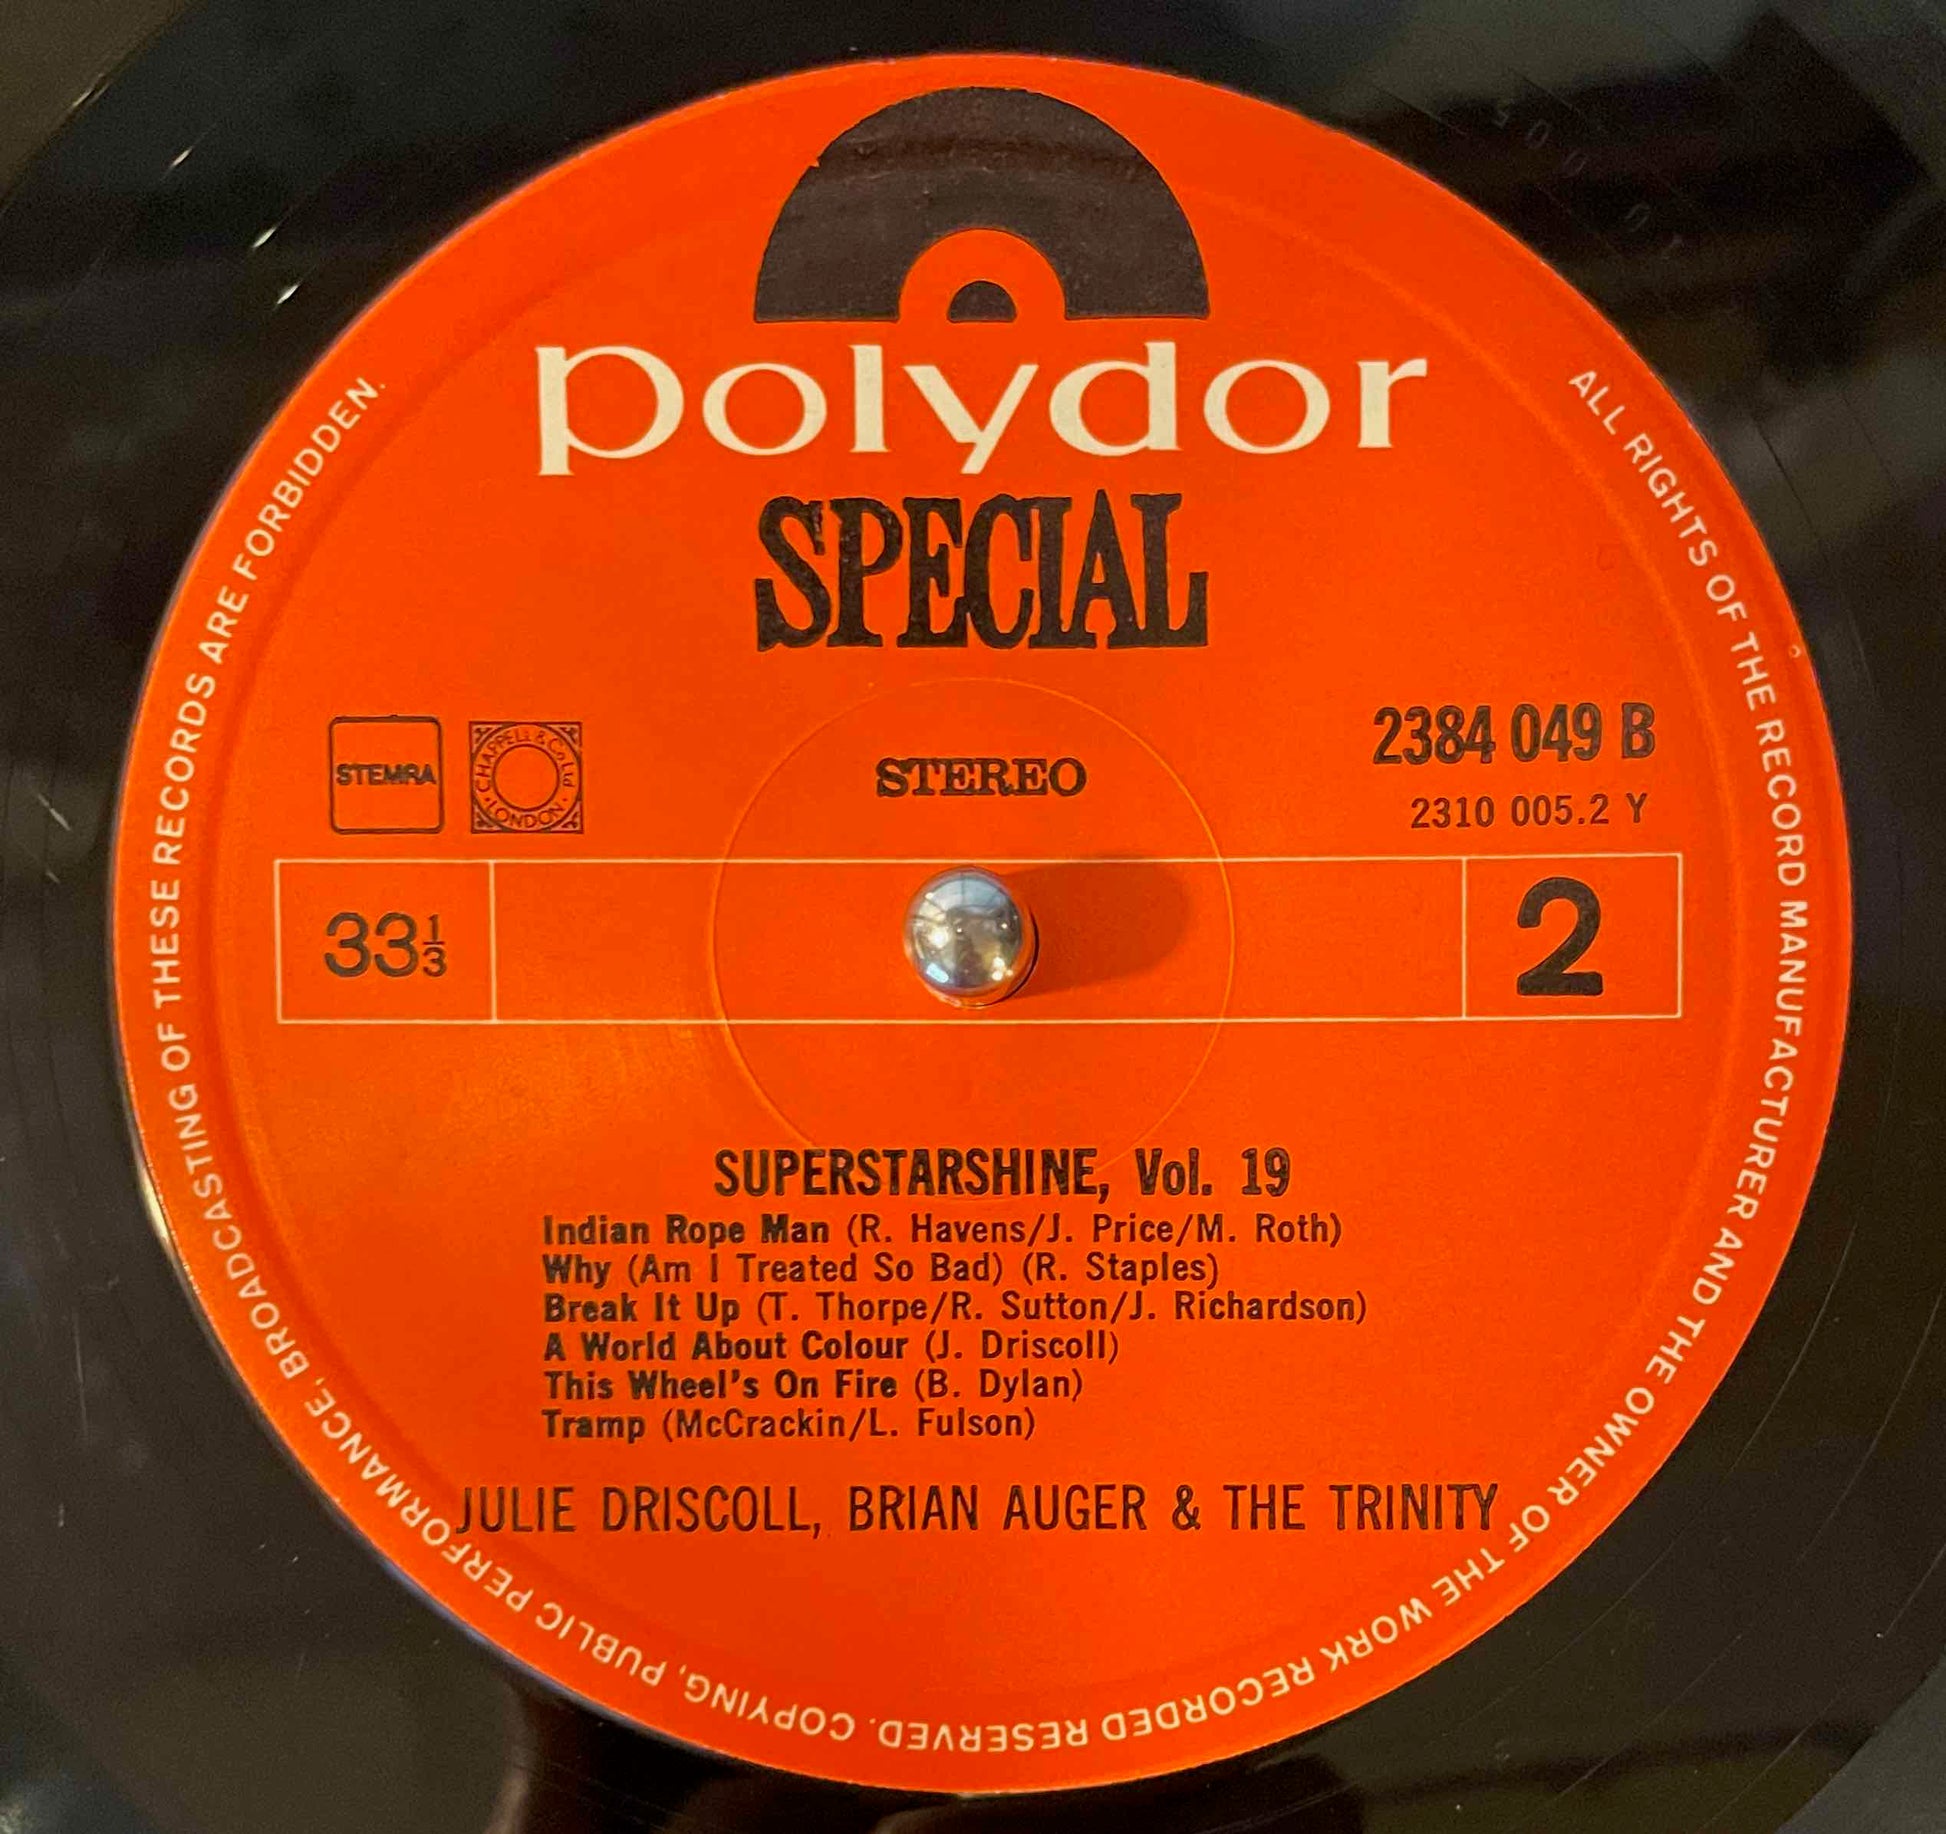 polydor
SPECIAL
STEMRA
CHAPPELL & Co Ltd
· LONDON ·
STEREO
2384 049 B
2310 005.2 Y
33⅓
2
SUPERSTARSHINE, Vol. 19
Indian Rope Man (R. Havens/J. Price/M. Roth)
Why (Am I Treated So Bad) (R. Staples)
Break It Up (T. Thorpe/R. Sutton/J. Richardson)
A World About Colour (J. Driscoll)
This Wheel's On Fire (B. Dylan)
Tramp (McCrackin/L. Fulson)
JULIE DRISCOLL, BRIAN AUGER & THE TRINITY
ALL RIGHTS OF THE RECORD MANUFACTURER AND THE OWNER OF THE WORK RECORDED RESERVED. COPYING, PUBLIC PERFORMANCE, BROADCASTING OF THESE RECORDS ARE FORBIDDEN.